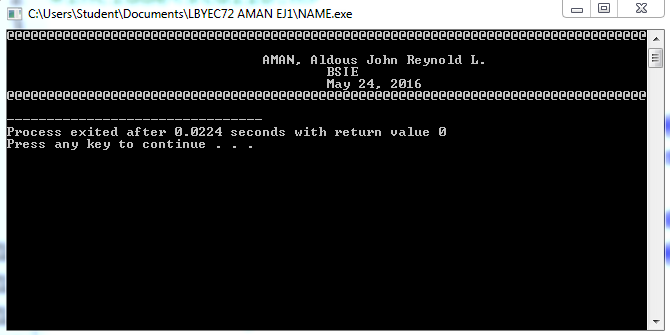 C:\Users\Student\Documents\LBYEC72 AMAN EJ1\NAME.exe
@@@@@@@@@@@@@@@@@@@@@@@@@@@@@@@@@@@@@@@@@@@@@@@@@@@@@@@@@@@@@@@@@@@@@@@@@@@@@@@@
AMAN, Aldous John Reynold L.
BSIE
May 24, 2016
@@@@@@@@@@@@@@@@@@@@@@@@@@@@@@@@@@@@@@@@@@@@@@@@@@@@@@@@@@@@@@@@@@@@@@@@@@@@@@@@
--------------------------------
Process exited after 0.0224 seconds with return value 0
Press any key to continue . . .